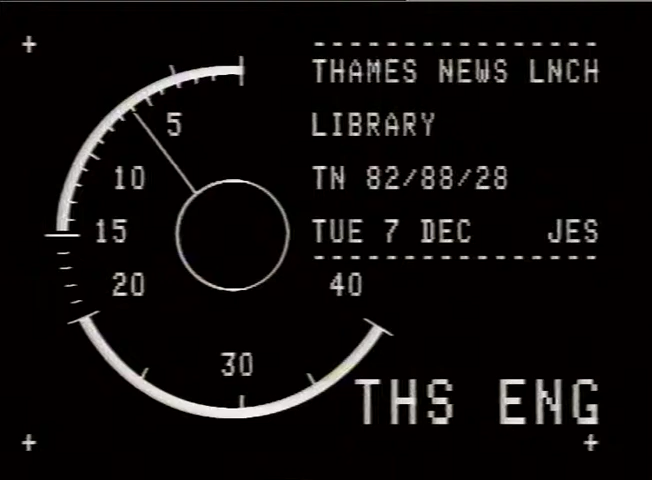 THAMES NEWS LNCH
LIBRARY
TN 82/88/28
TUE 7 DEC JES
5
10
15
20
30
40
THS ENG